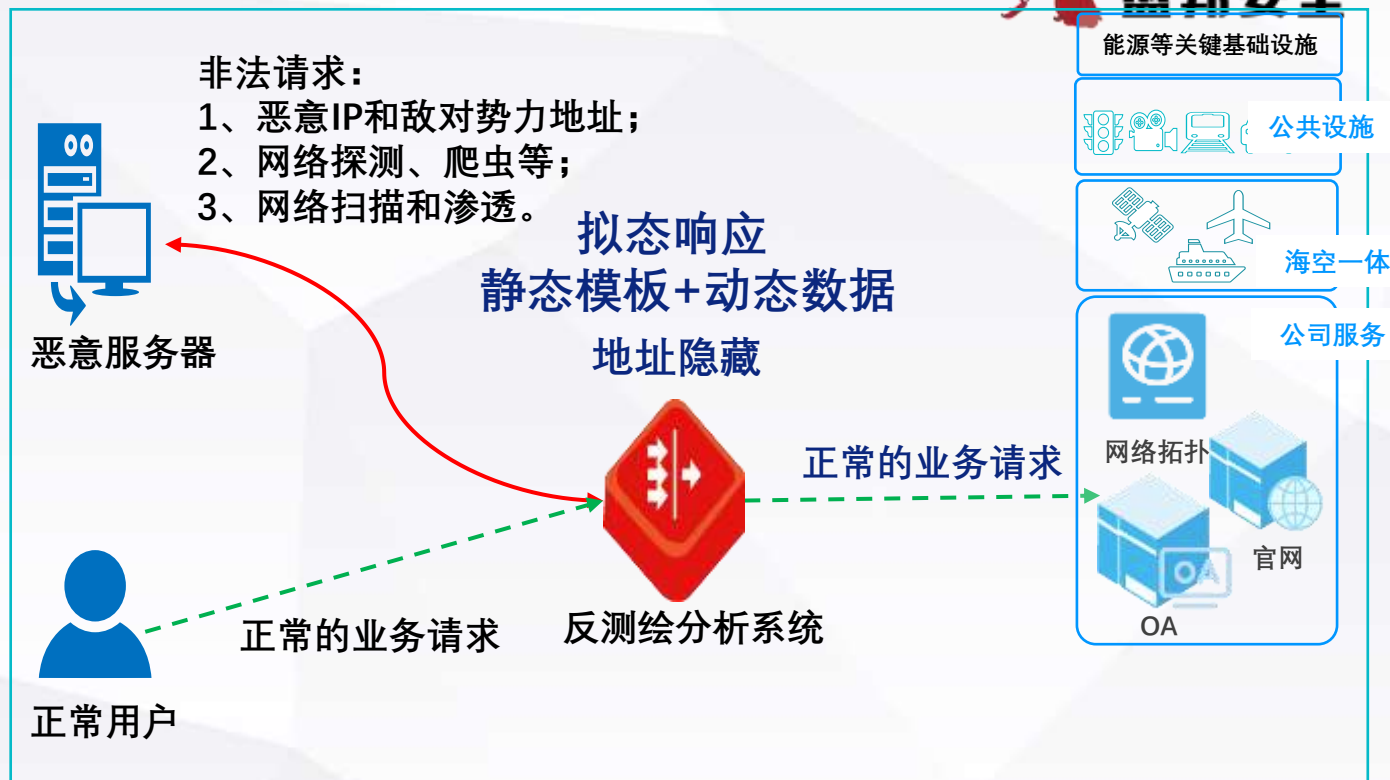 能源等关键基础设施
非法请求：
1、恶意IP和敌对势力地址；
2、网络探测、爬虫等；
3、网络扫描和渗透。
公共设施
拟态响应
静态模板+动态数据
地址隐藏
海空一体
公司服务
恶意服务器
网络拓扑
正常的业务请求
官网
OA
OA
反测绘分析系统
正常的业务请求
正常用户